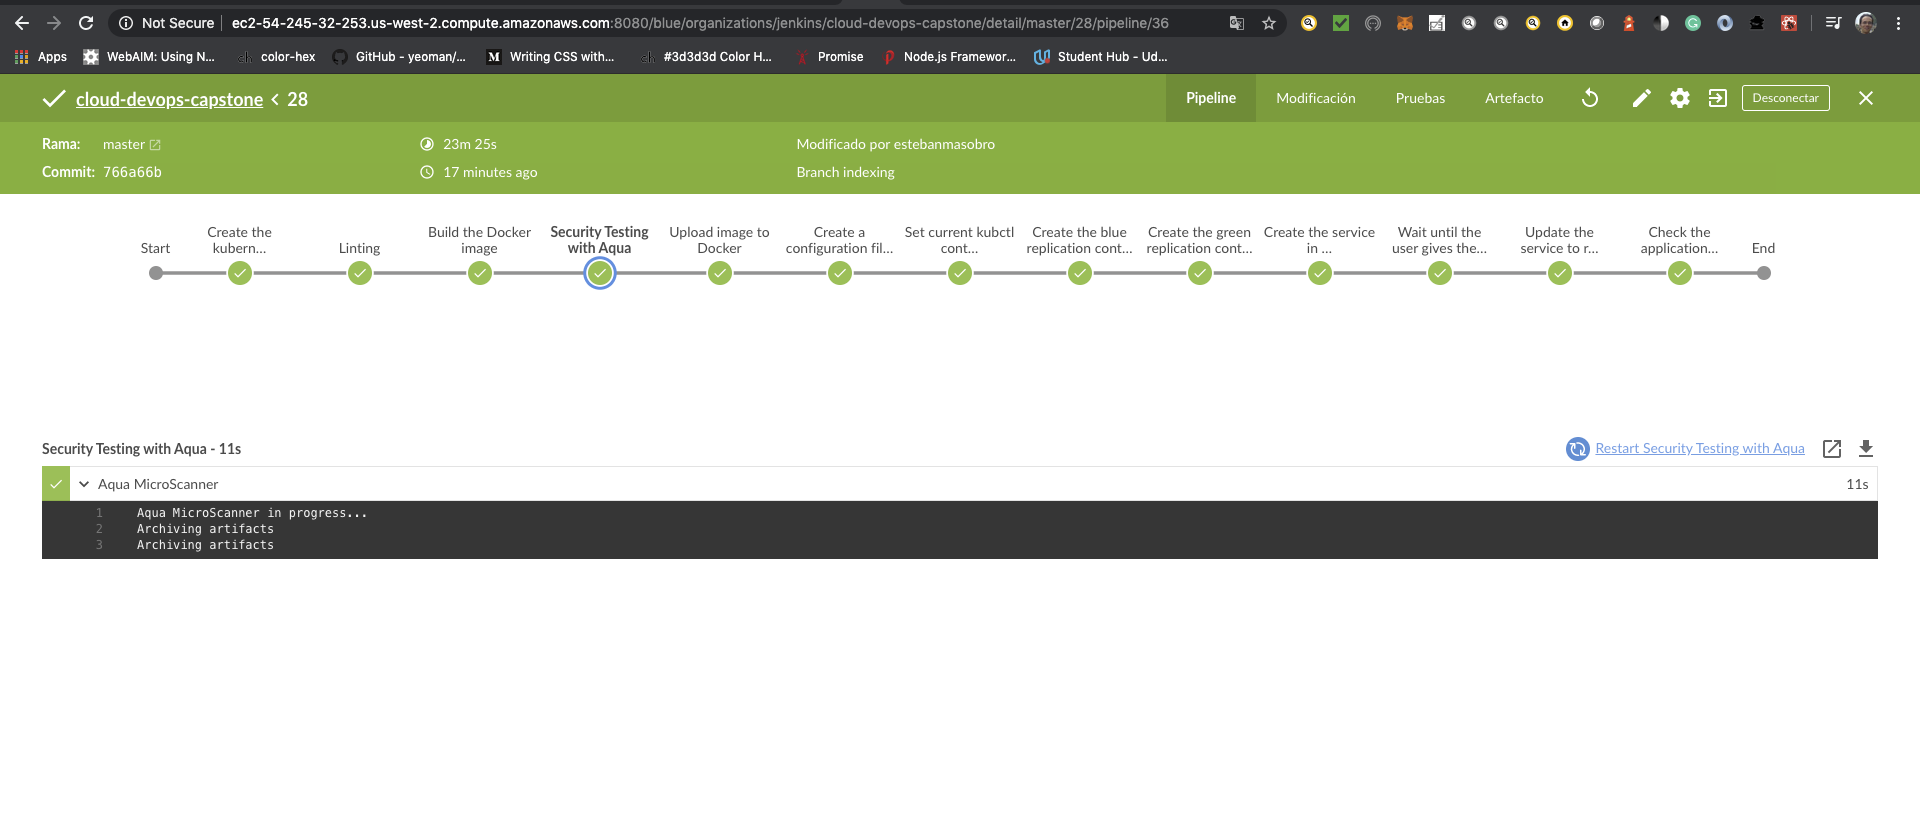 Not Secure
ec2-54-245-32-253.us-west-2.compute.amazonaws.com:8080/blue/organizations/jenkins/cloud-devops-capstone/detail/master/28/pipeline/36
Apps
WebAIM: Using N...
ch color-hex
GitHub - yeoman/...
M Writing CSS with...
ch #3d3d3d Color H...
Promise
Node.js Framewor...
Student Hub - Ud...
cloud-devops-capstone < 28
Pipeline
Modificación
Pruebas
Artefacto
Desconectar
Rama: master
23m 25s
Modificado por estebanmasobro
Commit: 766a66b
17 minutes ago
Branch indexing
Start
Create the
kubern...
Linting
Build the Docker
image
Security Testing
with Aqua
Upload image to
Docker
Create a
configuration fil...
Set current kubctl
cont...
Create the blue
replication cont...
Create the green
replication cont...
Create the service
in ...
Wait until the
user gives the...
Update the
service to r...
Check the
application...
End
Security Testing with Aqua - 11s
Restart Security Testing with Aqua
Aqua MicroScanner
11s
1 Aqua MicroScanner in progress...
2 Archiving artifacts
3 Archiving artifacts